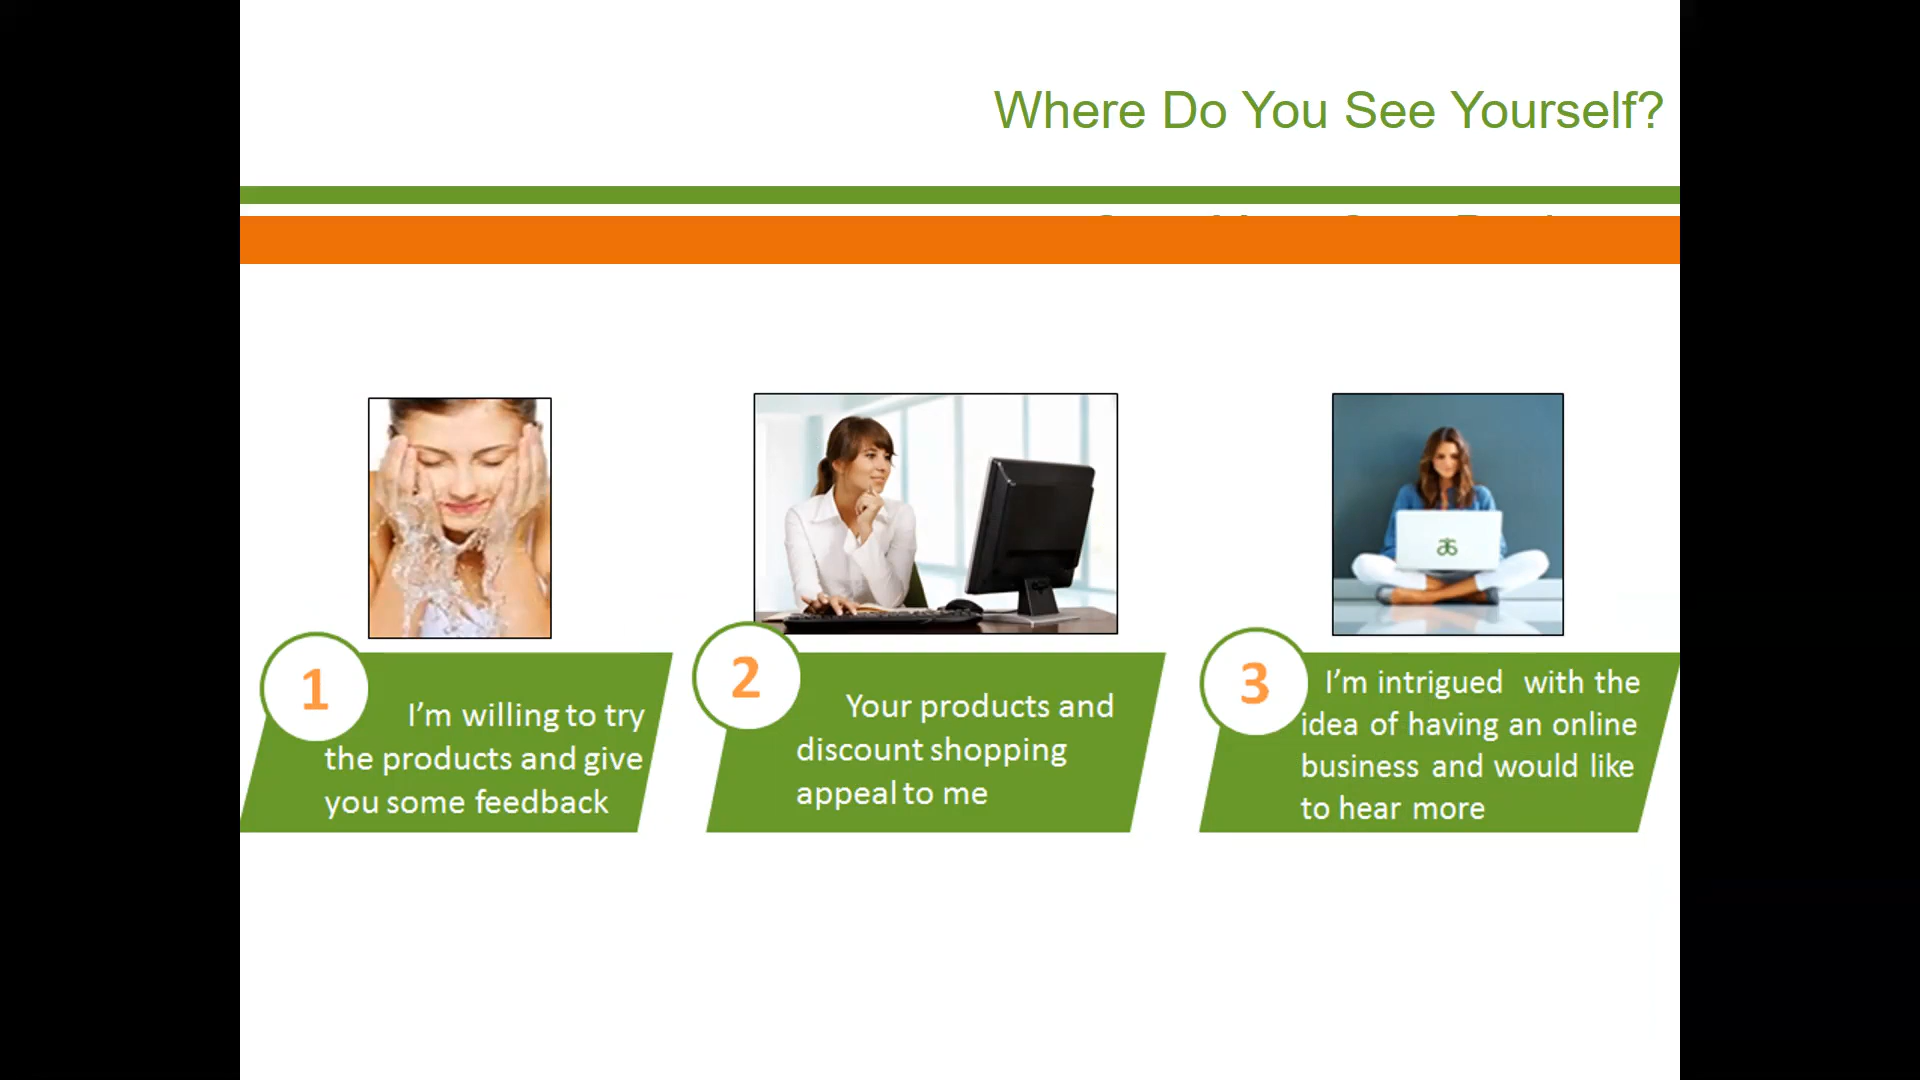 Where Do You See Yourself?
1
I'm willing to try
the products and give
you some feedback
2
Your products and
discount shopping
appeal to me
3
I'm intrigued with the
idea of having an online
business and would like
to hear more